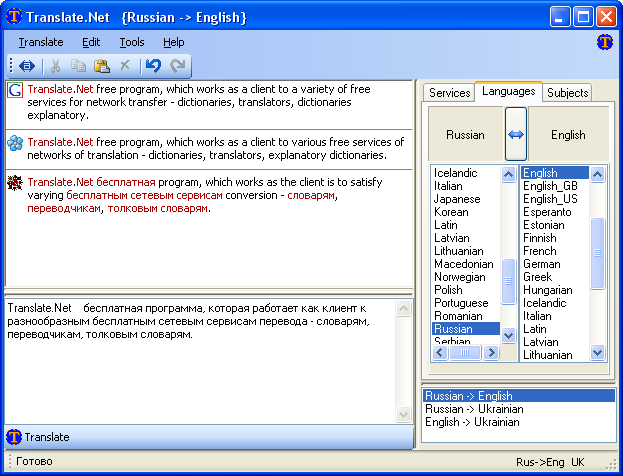 Translate.Net {Russian -> English}
Translate Edit Tools Help
Translate.Net free program, which works as a client to a variety of free
services for network transfer - dictionaries, translators, dictionaries
explanatory.
Translate.Net free program, which works as a client to various free services of
networks of translation - dictionaries, translators, explanatory dictionaries.
Translate.Net бесплатная program, which works as the client is to satisfy
varying бесплатным сетевым сервисам conversion - словарям,
переводчикам, толковым словарям.
Translate.Net бесплатная программа, которая работает как клиент к
разнообразным бесплатным сетевым сервисам перевода - словарям,
переводчикам, толковым словарям.
Translate
Services Languages Subjects
Russian English
Icelandic
Italian
Japanese
Korean
Latin
Latvian
Lithuanian
Macedonian
Norwegian
Polish
Portuguese
Romanian
Russian
Serbian
English
English_GB
English_US
Esperanto
Estonian
Finnish
French
German
Greek
Hungarian
Icelandic
Italian
Latin
Latvian
Lithuanian
Russian -> English
Russian -> Ukrainian
English -> Ukrainian
Готово
Rus->Eng UK